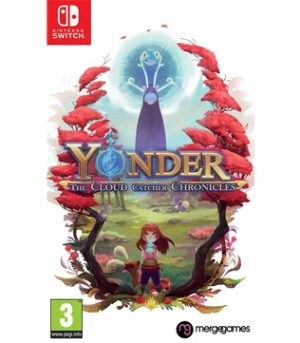 NINTENDO
SWITCH
YONDER
THE CLOUD CATCHER CHRONICLES
3
www.pegi.info
mergegames